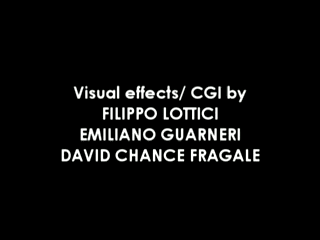 Visual effects/ CGI by
FILIPPO LOTTICI
EMILIANO GUARNERI
DAVID CHANCE FRAGALE